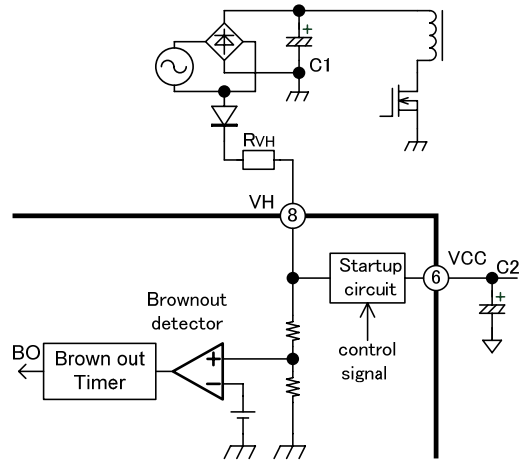 +
C1
RVH
VH
8
Startup
circuit
6
VCC
C2
+
Brownout
detector
control
signal
BO
Brown out
Timer
+
−